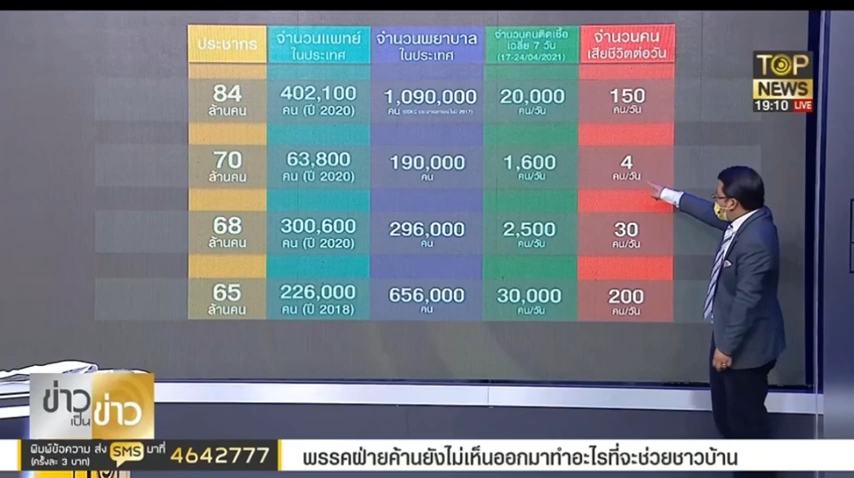 ประชากร
จำนวนแพทย์
ในประเทศ
จำนวนพยาบาล
ในประเทศ
จำนวนคนติดเชื้อ
เฉลี่ย 7 วัน
(17-24/04/2021)
จำนวนคน
เสียชีวิตต่อวัน
84
ล้านคน
402,100
คน (ปี 2020)
1,090,000
คน
20,000
คน/วัน
150
คน/วัน
70
ล้านคน
63,800
คน (ปี 2020)
190,000
คน
1,600
คน/วัน
4
คน/วัน
68
ล้านคน
300,600
คน (ปี 2020)
296,000
คน
2,500
คน/วัน
30
คน/วัน
65
ล้านคน
226,000
คน (ปี 2018)
656,000
คน
30,000
คน/วัน
200
คน/วัน
TOP
NEWS
19:10 LIVE
ข่าว
เป็น
ข่าว
พิมพ์ข้อความ ส่ง SMS มาที่ 4642777
(ครั้งละ 3 บาท)
พรรคฝ่ายค้านยังไม่เห็นออกมาทำอะไรที่จะช่วยชาวบ้าน